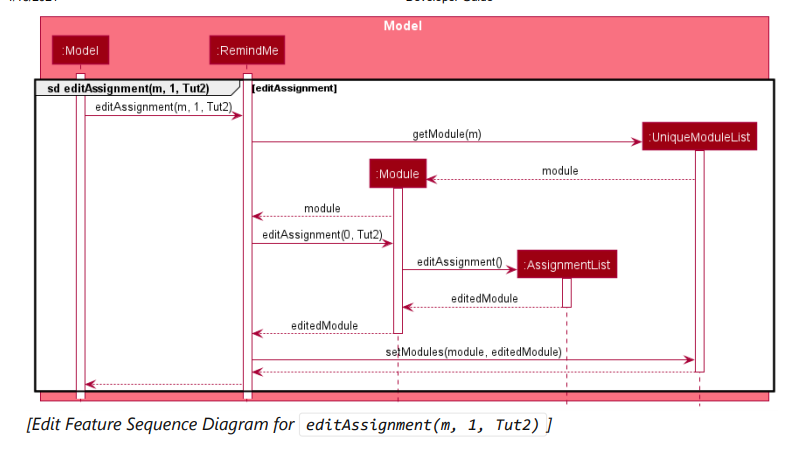 Model
:Model
:RemindMe
sd editAssignment(m, 1, Tut2)
[editAssignment]
editAssignment(m, 1, Tut2)
getModule(m)
:UniqueModuleList
:Module
module
module
editAssignment(0, Tut2)
editAssignment()
:AssignmentList
editedModule
editedModule
setModules(module, editedModule)
[Edit Feature Sequence Diagram for editAssignment(m, 1, Tut2) ]